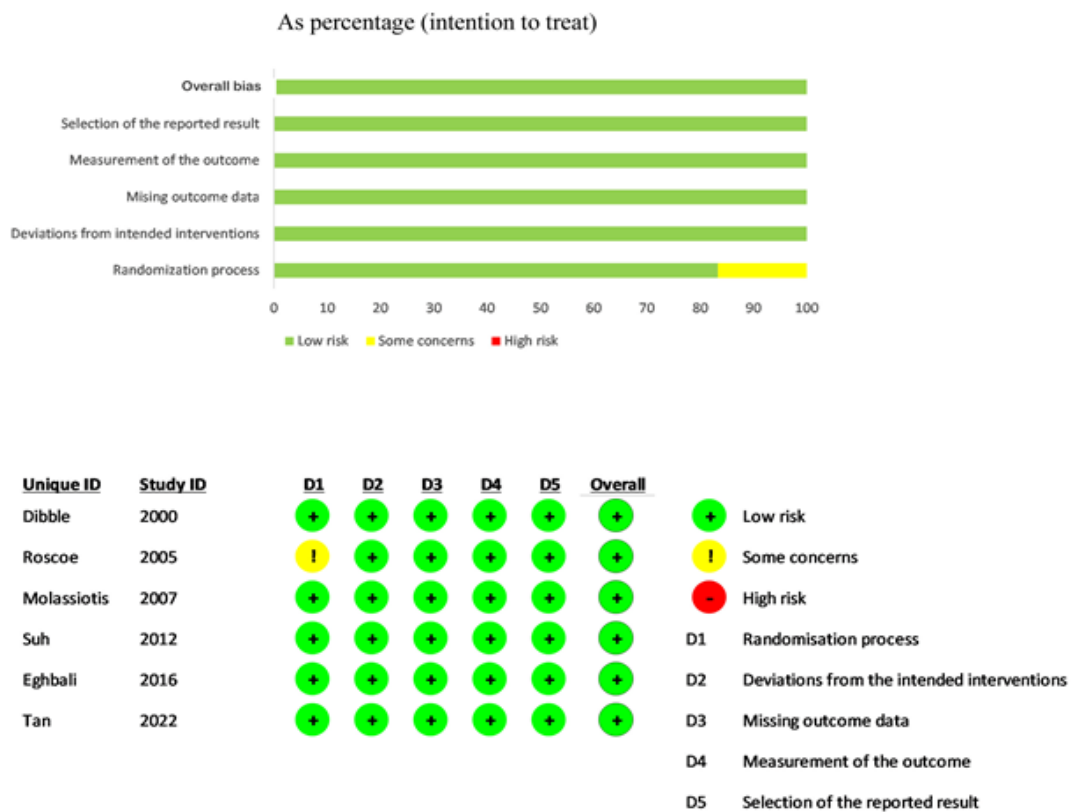 As percentage (intention to treat)
Overall bias
Selection of the reported result
Measurement of the outcome
Mising outcome data
Deviations from intended interventions
Randomization process
0 10 20 30 40 50 60 70 80 90 100
Low risk Some concerns High risk
Unique ID Study ID D1 D2 D3 D4 D5 Overall
Dibble 2000 + + + + + + + Low risk
Roscoe 2005 ! + + + + + ! Some concerns
Molassiotis 2007 + + + + + + - High risk
Suh 2012 + + + + + + D1 Randomisation process
Eghbali 2016 + + + + + + D2 Deviations from the intended interventions
Tan 2022 + + + + + + D3 Missing outcome data
D4 Measurement of the outcome
D5 Selection of the reported result